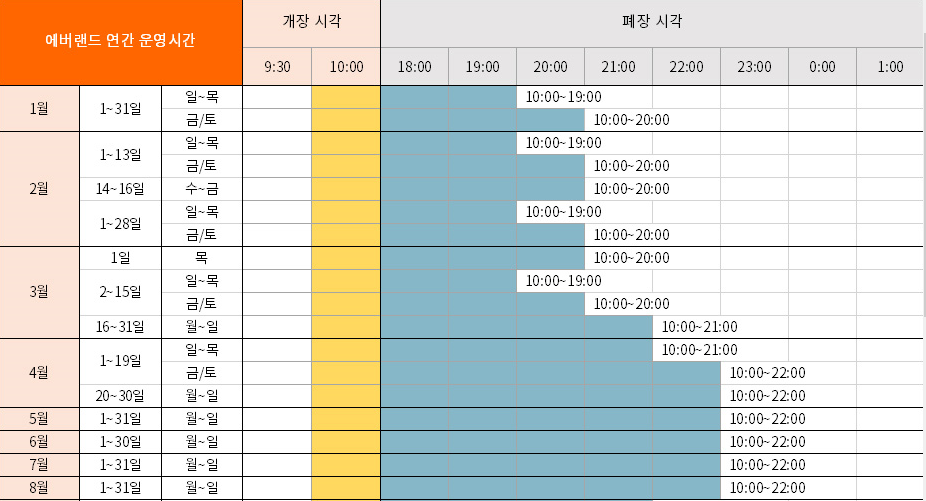 에버랜드 연간 운영시간
개장 시각 폐장 시각
9:30 10:00 18:00 19:00 20:00 21:00 22:00 23:00 0:00 1:00
1월 1~31일 일~목 10:00~19:00
금/토 10:00~20:00
2월 1~13일 일~목 10:00~19:00
금/토 10:00~20:00
14~16일 수~금 10:00~20:00
1~28일 일~목 10:00~19:00
금/토 10:00~20:00
3월 1일 목 10:00~20:00
2~15일 일~목 10:00~19:00
금/토 10:00~20:00
16~31일 월~일 10:00~21:00
4월 1~19일 일~목 10:00~21:00
금/토 10:00~22:00
20~30일 월~일 10:00~22:00
5월 1~31일 월~일 10:00~22:00
6월 1~30일 월~일 10:00~22:00
7월 1~31일 월~일 10:00~22:00
8월 1~31일 월~일 10:00~22:00